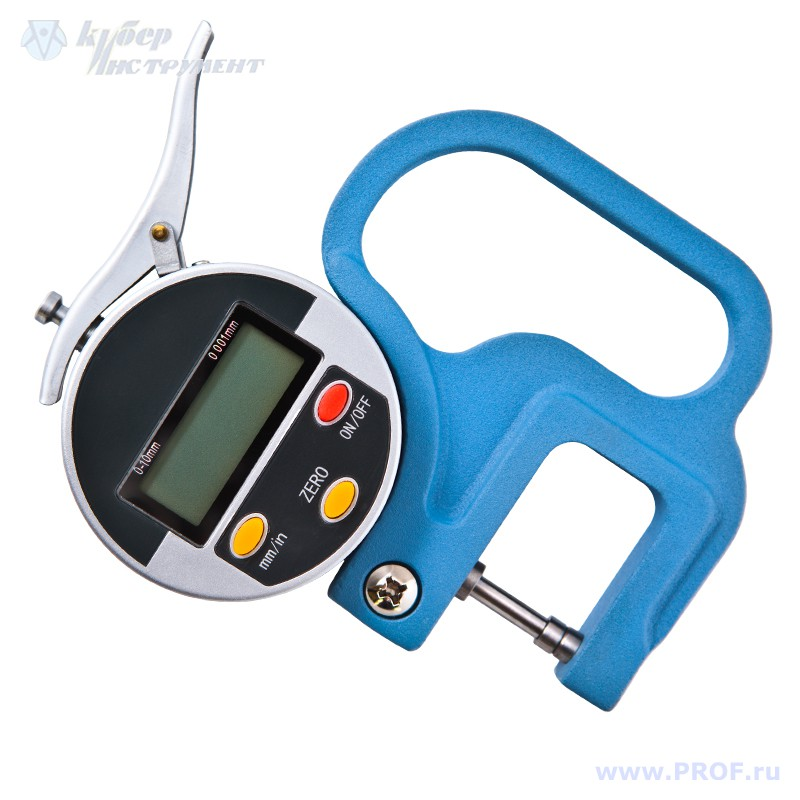 Кубер
Инструмент
0 001mm
0-10mm
ON/OFF
ZERO
mm/in
www.PROF.ru